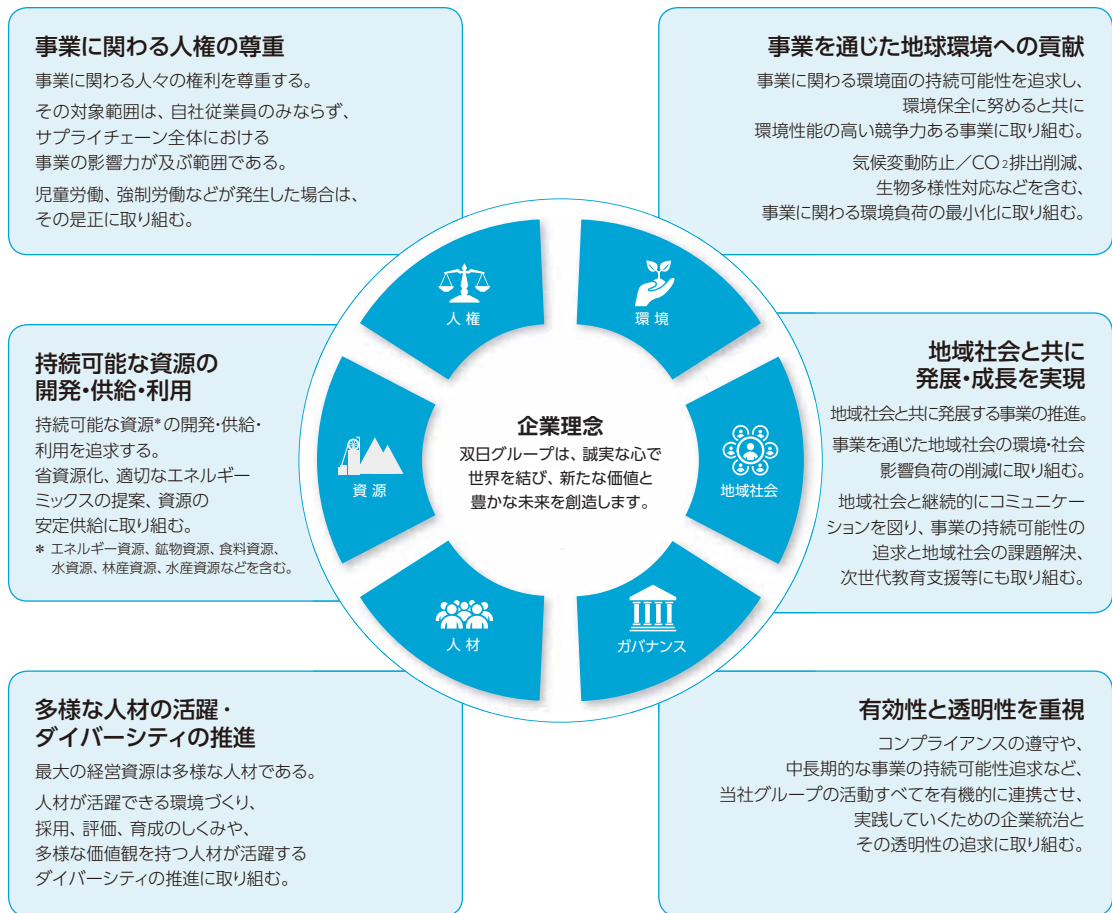 事業に関わる人権の尊重
事業に関わる人々の権利を尊重する。
その対象範囲は、自社従業員のみならず、
サプライチェーン全体における
事業の影響力が及ぶ範囲である。
児童労働、強制労働などが発生した場合は、
その是正に取り組む。
事業を通じた地球環境への貢献
事業に関わる環境面の持続可能性を追求し、
環境保全に努めると共に
環境性能の高い競争力ある事業に取り組む。
気候変動防止／CO₂排出削減、
生物多様性対応などを含む、
事業に関わる環境負荷の最小化に取り組む。
人権
環境
持続可能な資源の
開発・供給・利用
持続可能な資源*の開発・供給・
利用を追求する。
省資源化、適切なエネルギー
ミックスの提案、資源の
安定供給に取り組む。
* エネルギー資源、鉱物資源、食料資源、
水資源、林産資源、水産資源などを含む。
資源
企業理念
双日グループは、誠実な心で
世界を結び、新たな価値と
豊かな未来を創造します。
地域社会
地域社会と共に
発展・成長を実現
地域社会と共に発展する事業の推進。
事業を通じた地域社会の環境・社会
影響負荷の削減に取り組む。
地域社会と継続的にコミュニケー
ションを図り、事業の持続可能性の
追求と地域社会の課題解決、
次世代教育支援等にも取り組む。
人材
ガバナンス
多様な人材の活躍・
ダイバーシティの推進
最大の経営資源は多様な人材である。
人材が活躍できる環境づくり、
採用、評価、育成のしくみや、
多様な価値観を持つ人材が活躍する
ダイバーシティの推進に取り組む。
有効性と透明性を重視
コンプライアンスの遵守や、
中長期的な事業の持続可能性追求など、
当社グループの活動すべてを有機的に連携させ、
実践していくための企業統治と
その透明性の追求に取り組む。